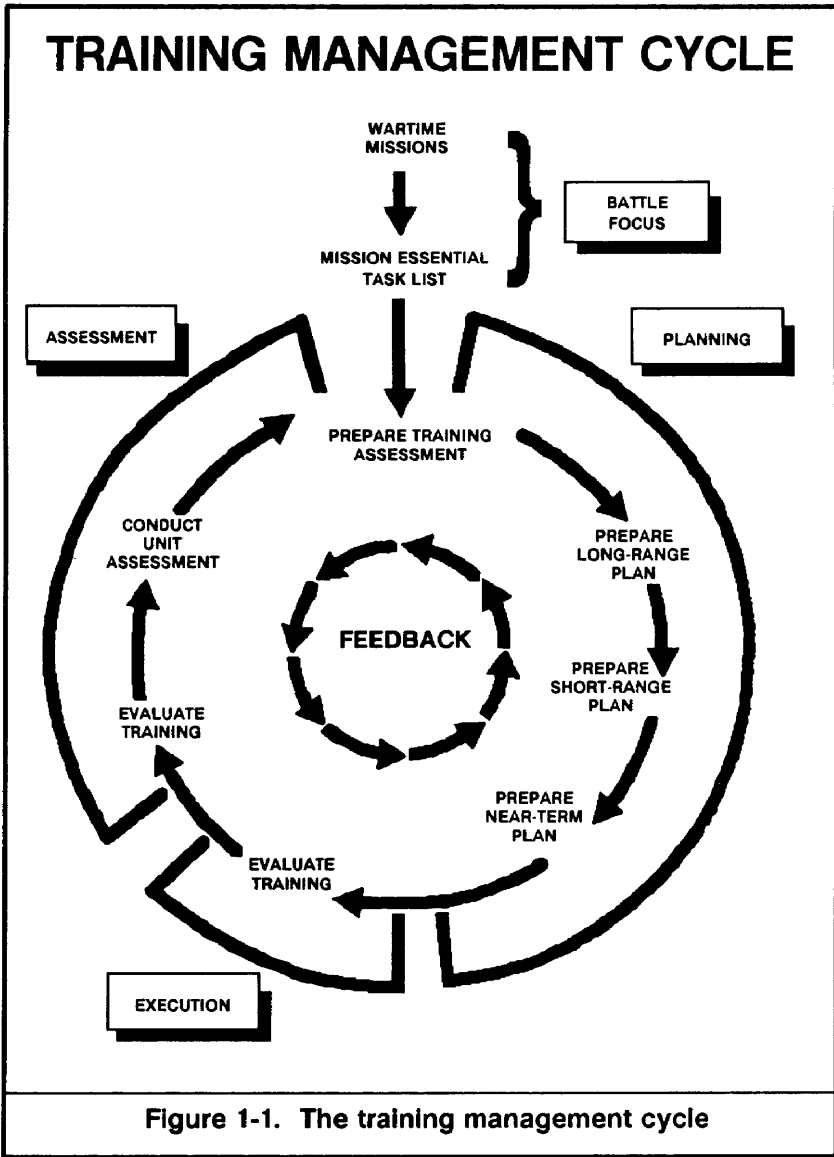 TRAINING MANAGEMENT CYCLE
WARTIME
MISSIONS
BATTLE
FOCUS
MISSION ESSENTIAL
TASK LIST
ASSESSMENT
PLANNING
PREPARE TRAINING
ASSESSMENT
CONDUCT
UNIT
ASSESSMENT
PREPARE
LONG-RANGE
PLAN
FEEDBACK
PREPARE
SHORT-RANGE
PLAN
EVALUATE
TRAINING
PREPARE
NEAR-TERM
PLAN
EVALUATE
TRAINING
EXECUTION
Figure 1-1. The training management cycle